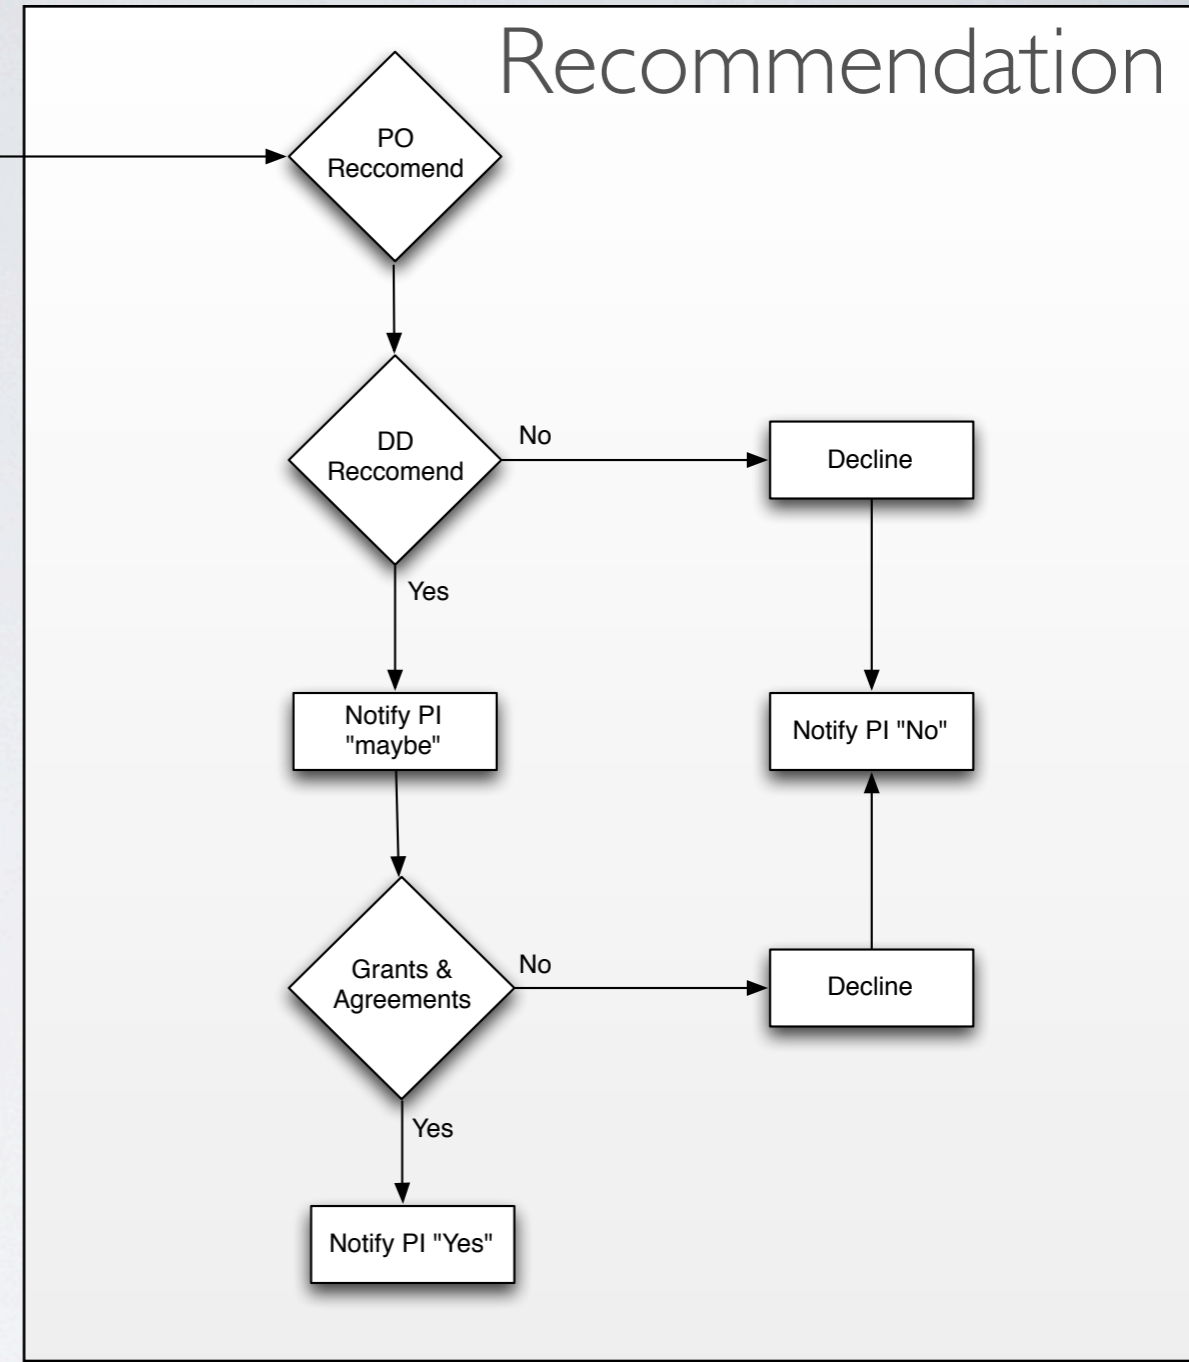 Recommendation
PO
Reccomend
DD
Reccomend
No
Decline
Yes
Notify PI
"maybe"
Notify PI "No"
Grants &
Agreements
No
Decline
Yes
Notify PI "Yes"